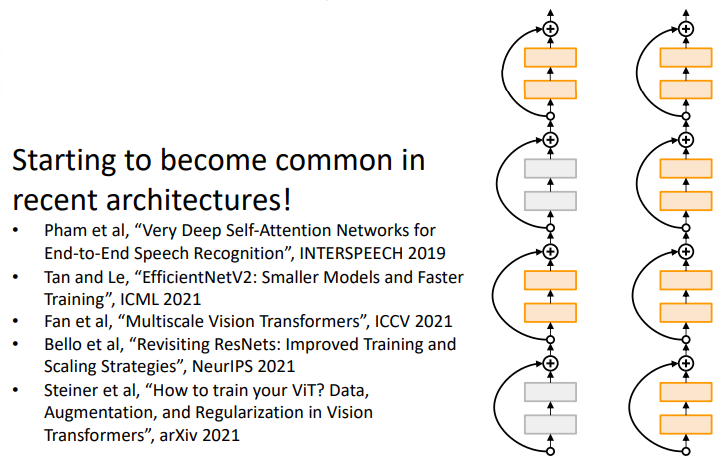 Starting to become common in
recent architectures!
• Pham et al, “Very Deep Self-Attention Networks for
End-to-End Speech Recognition”, INTERSPEECH 2019
• Tan and Le, “EfficientNetV2: Smaller Models and Faster
Training”, ICML 2021
• Fan et al, “Multiscale Vision Transformers”, ICCV 2021
• Bello et al, “Revisiting ResNets: Improved Training and
Scaling Strategies”, NeurIPS 2021
• Steiner et al, “How to train your ViT? Data,
Augmentation, and Regularization in Vision
Transformers”, arXiv 2021